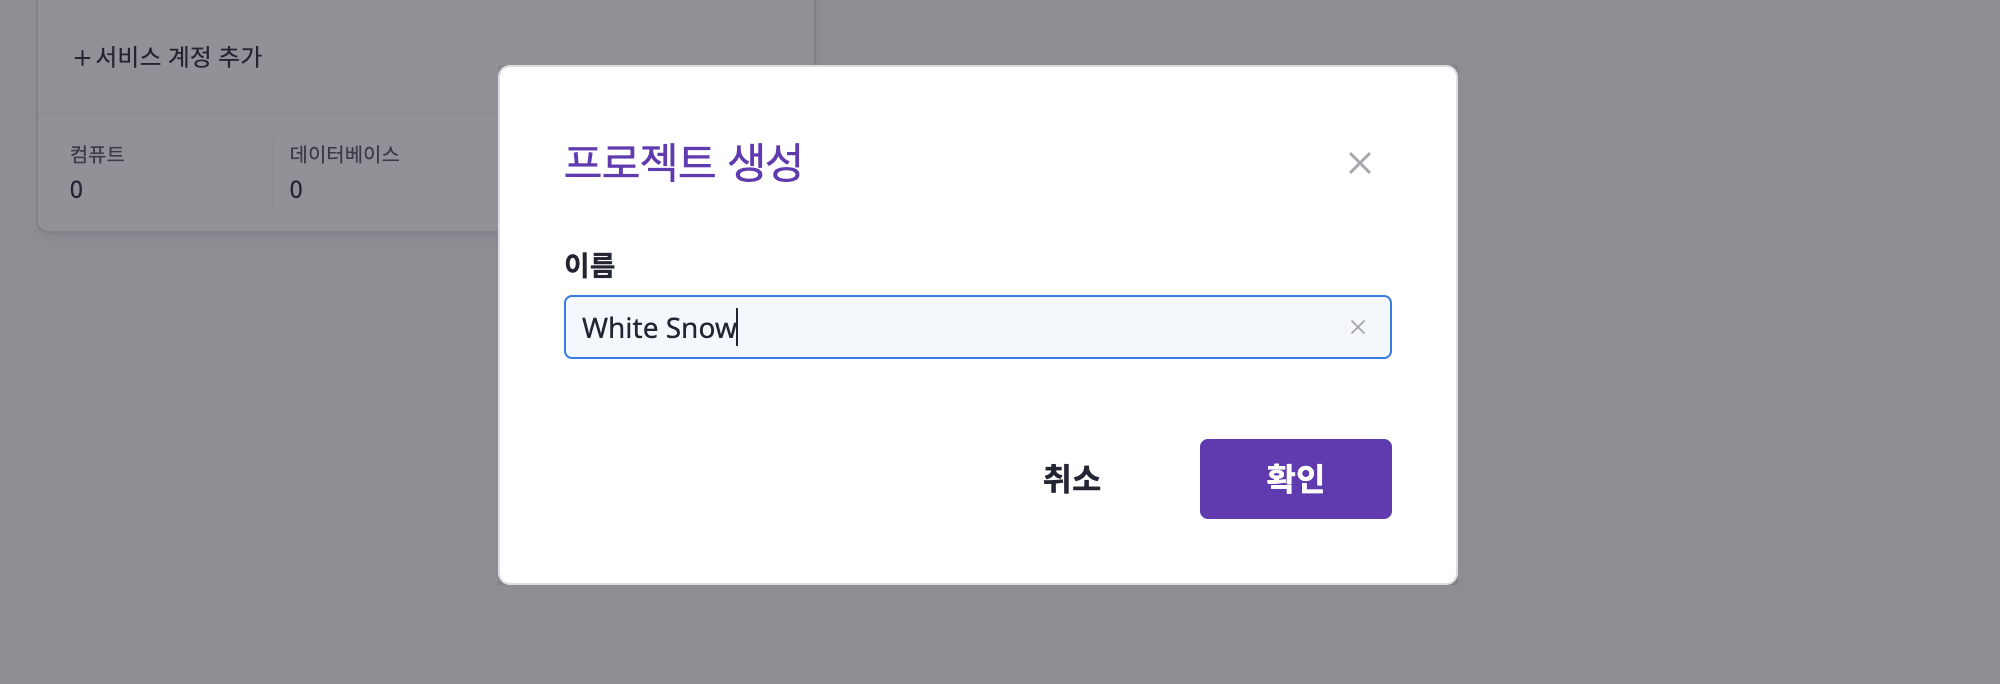 + 서비스 계정 추가
컴퓨트
0
데이터베이스
0
프로젝트 생성
이름
White Snow
취소
확인